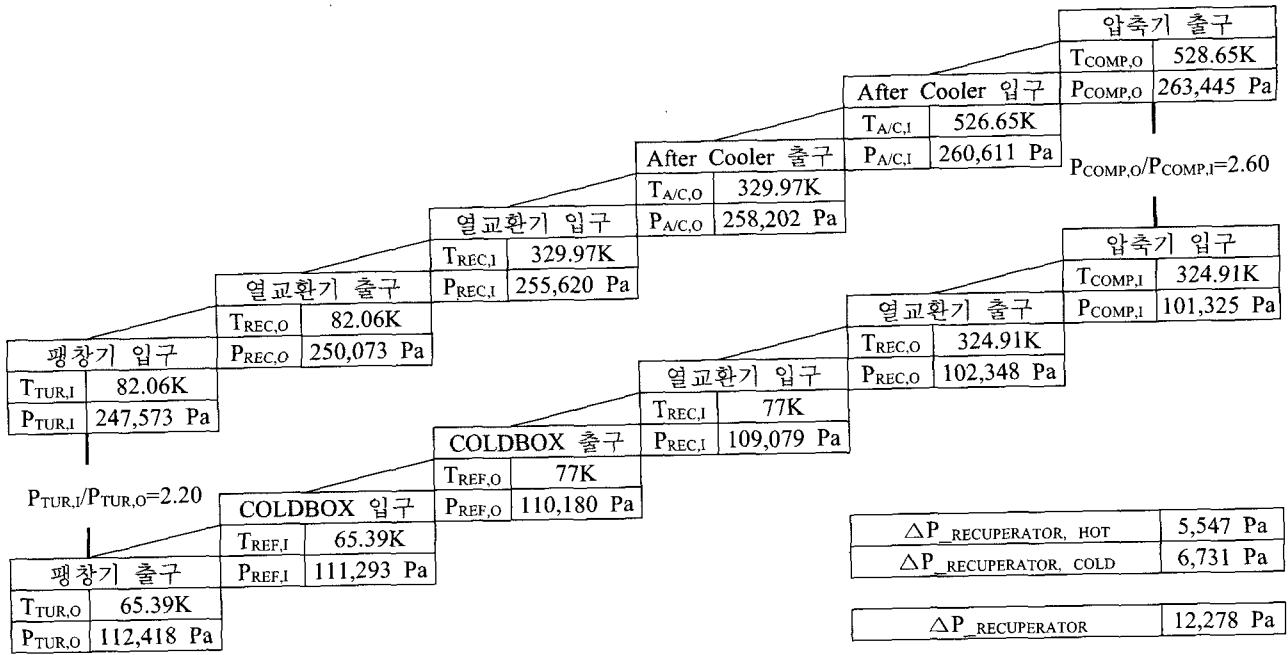 압축기 출구
T_COMP,O 528.65K
P_COMP,O 263,445 Pa
After Cooler 입구
T_A/C,I 526.65K
P_A/C,I 260,611 Pa
P_COMP,O/P_COMP,I=2.60
After Cooler 출구
T_A/C,O 329.97K
P_A/C,O 258,202 Pa
열교환기 입구
T_REC,I 329.97K
P_REC,I 255,620 Pa
열교환기 출구
T_REC,O 82.06K
P_REC,O 250,073 Pa
팽창기 입구
T_TUR,I 82.06K
P_TUR,I 247,573 Pa
P_TUR,I/P_TUR,O=2.20
압축기 입구
T_COMP,I 324.91K
P_COMP,I 101,325 Pa
열교환기 출구
T_REC,O 324.91K
P_REC,O 102,348 Pa
열교환기 입구
T_REC,I 77K
P_REC,I 109,079 Pa
COLDBOX 출구
T_REF,O 77K
P_REF,O 110,180 Pa
COLDBOX 입구
T_REF,I 65.39K
P_REF,I 111,293 Pa
팽창기 출구
T_TUR,O 65.39K
P_TUR,O 112,418 Pa
△P_RECUPERATOR, HOT 5,547 Pa
△P_RECUPERATOR, COLD 6,731 Pa
△P_RECUPERATOR 12,278 Pa